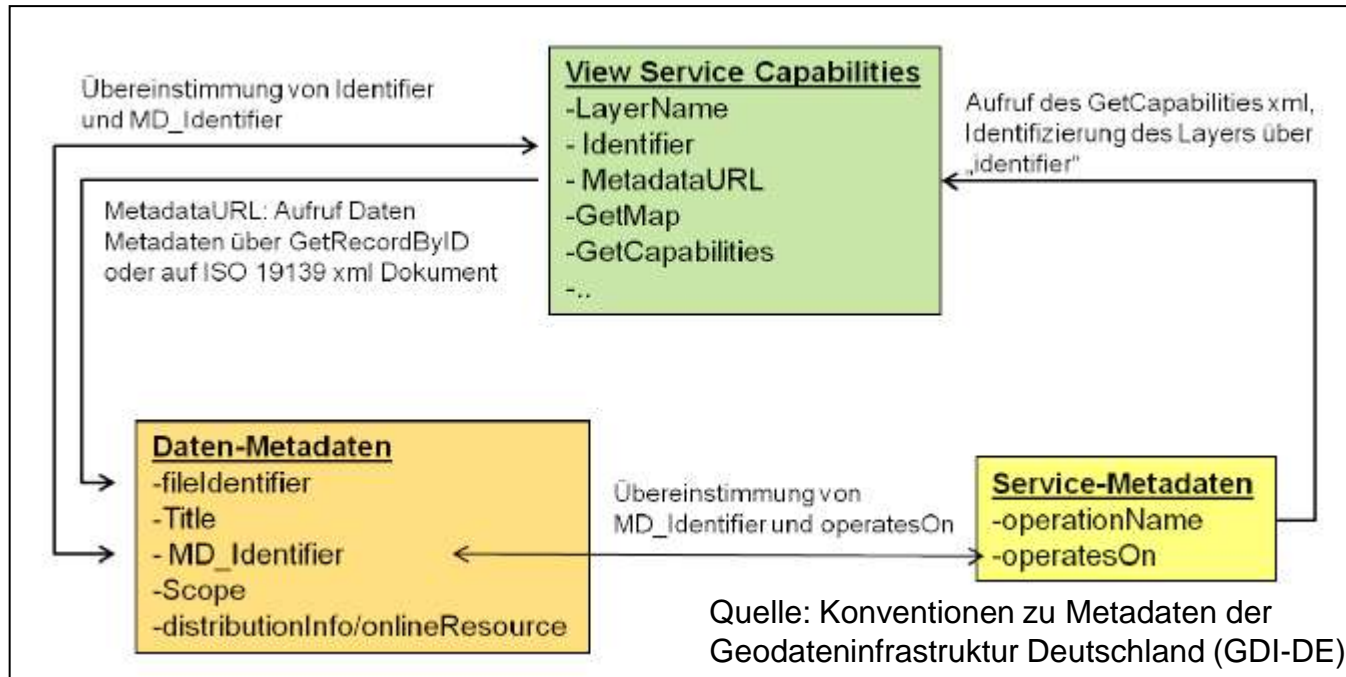 Übereinstimmung von Identifier
und MD_Identifier
View Service Capabilities
-LayerName
- Identifier
- MetadataURL
-GetMap
-GetCapabilities
-..
Aufruf des GetCapabilities xml,
Identifizierung des Layers über
„identifier“
MetadataURL: Aufruf Daten
Metadaten über GetRecordByID
oder auf ISO 19139 xml Dokument
Daten-Metadaten
-fileIdentifier
-Title
- MD_Identifier
-Scope
-distributionInfo/onlineResource
Übereinstimmung von
MD_Identifier und operatesOn
Service-Metadaten
-operationName
-operatesOn
Quelle: Konventionen zu Metadaten der
Geodateninfrastruktur Deutschland (GDI-DE)